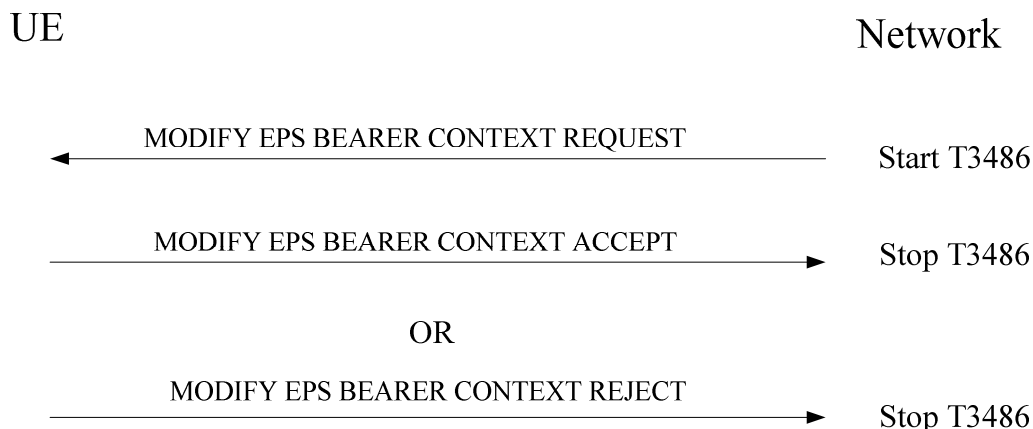 UE
Network
MODIFY EPS BEARER CONTEXT REQUEST
Start T3486
MODIFY EPS BEARER CONTEXT ACCEPT
Stop T3486
OR
MODIFY EPS BEARER CONTEXT REJECT
Stop T3486